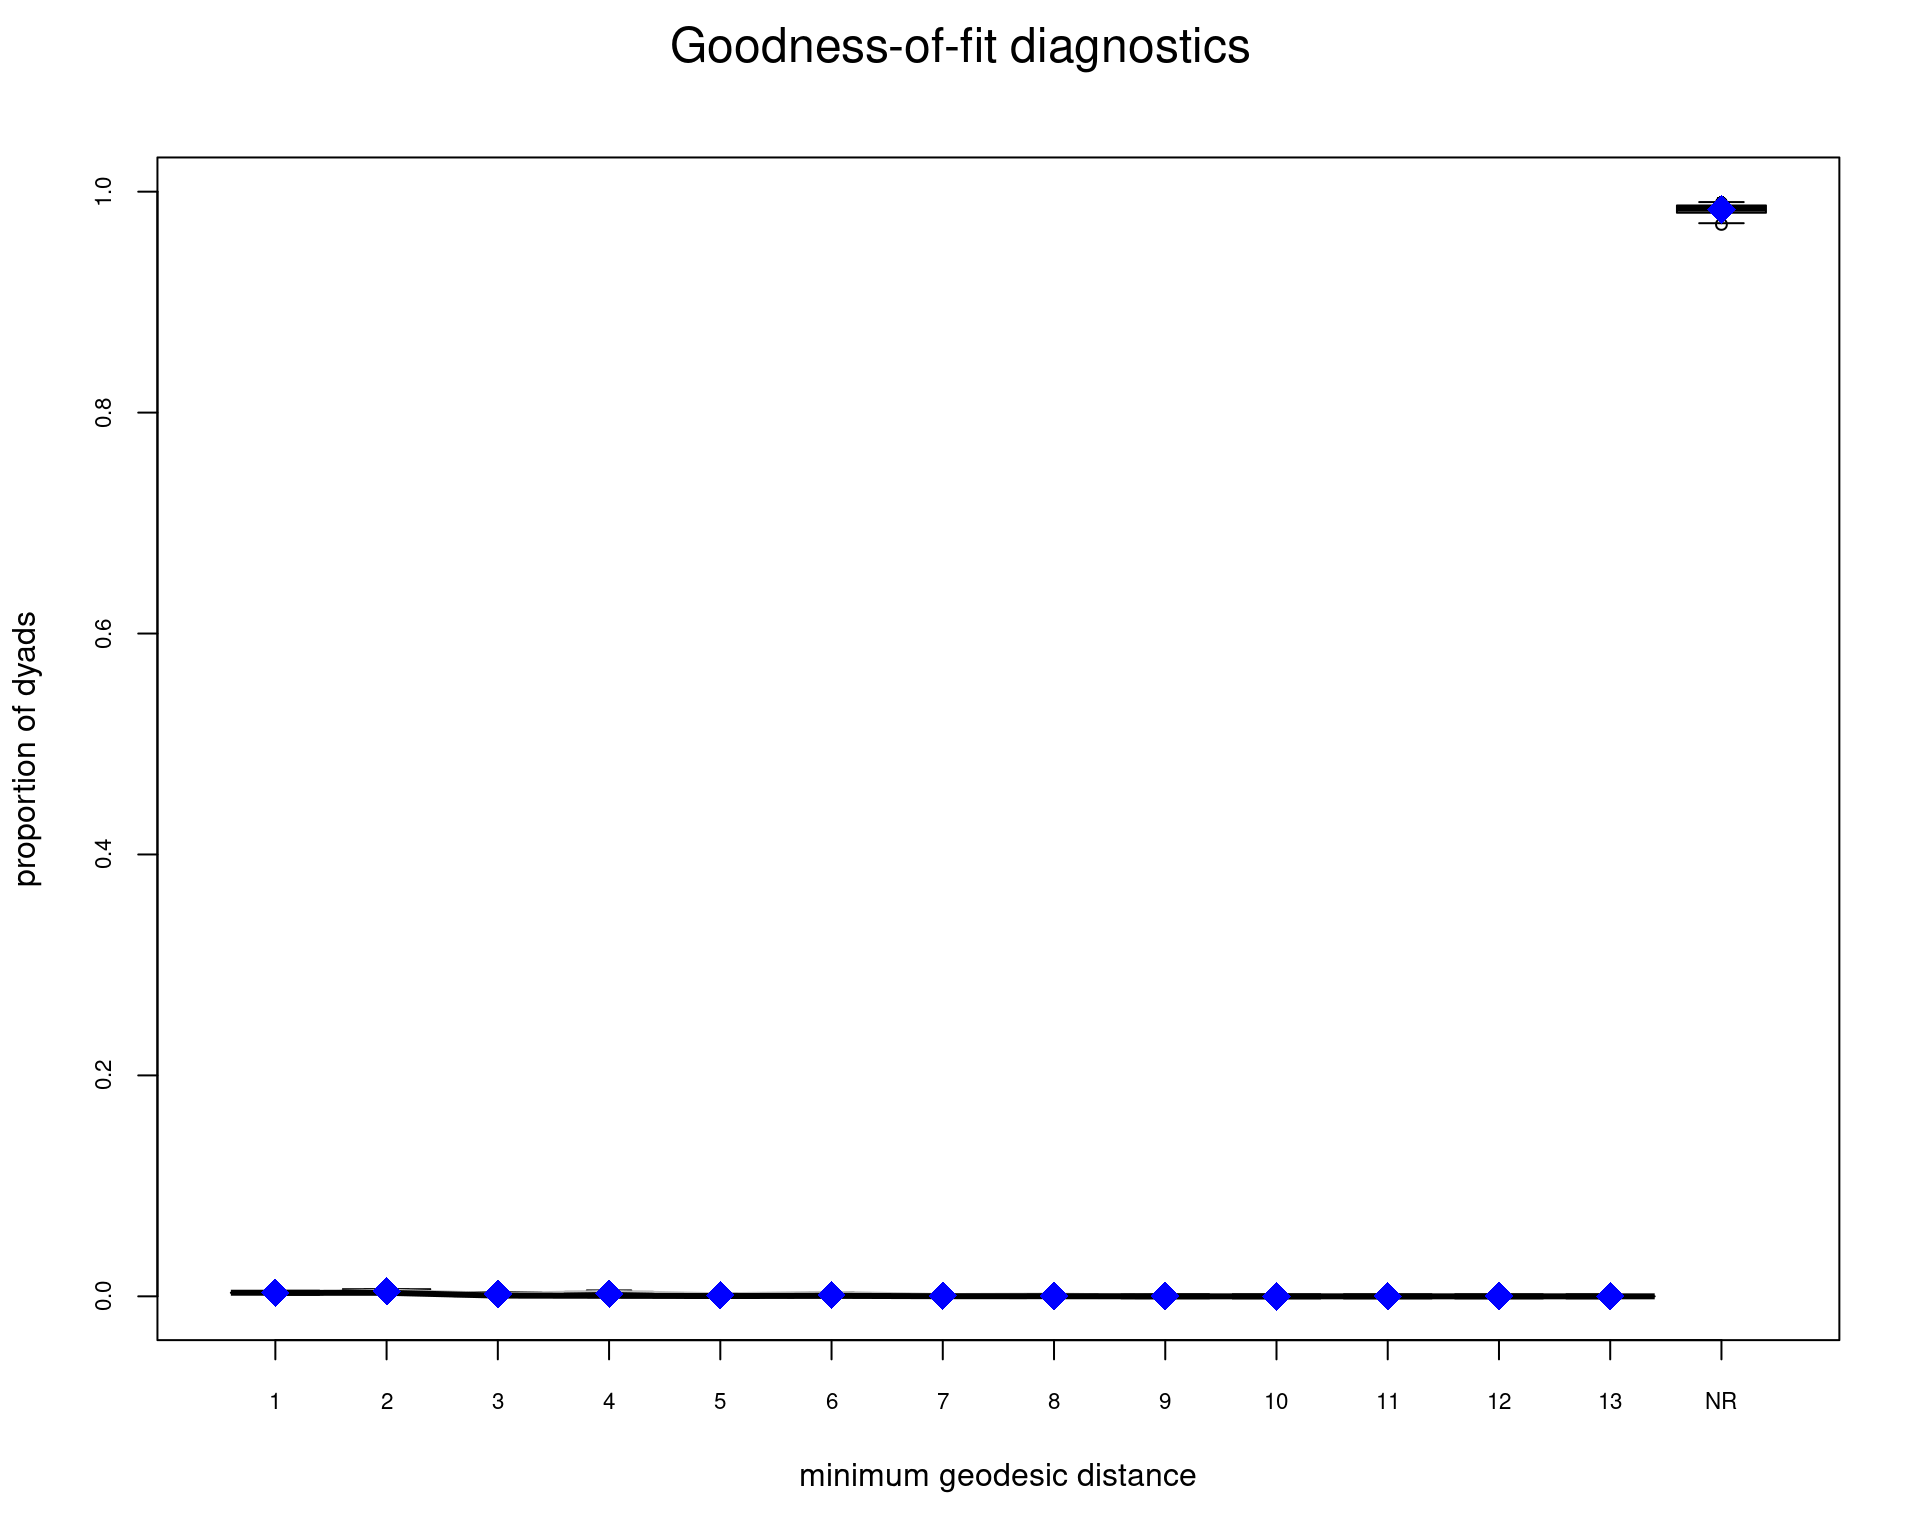 Goodness-of-fit diagnostics
1.0
0.8
0.6
0.4
0.2
0.0
proportion of dyads
1 2 3 4 5 6 7 8 9 10 11 12 13 NR
minimum geodesic distance